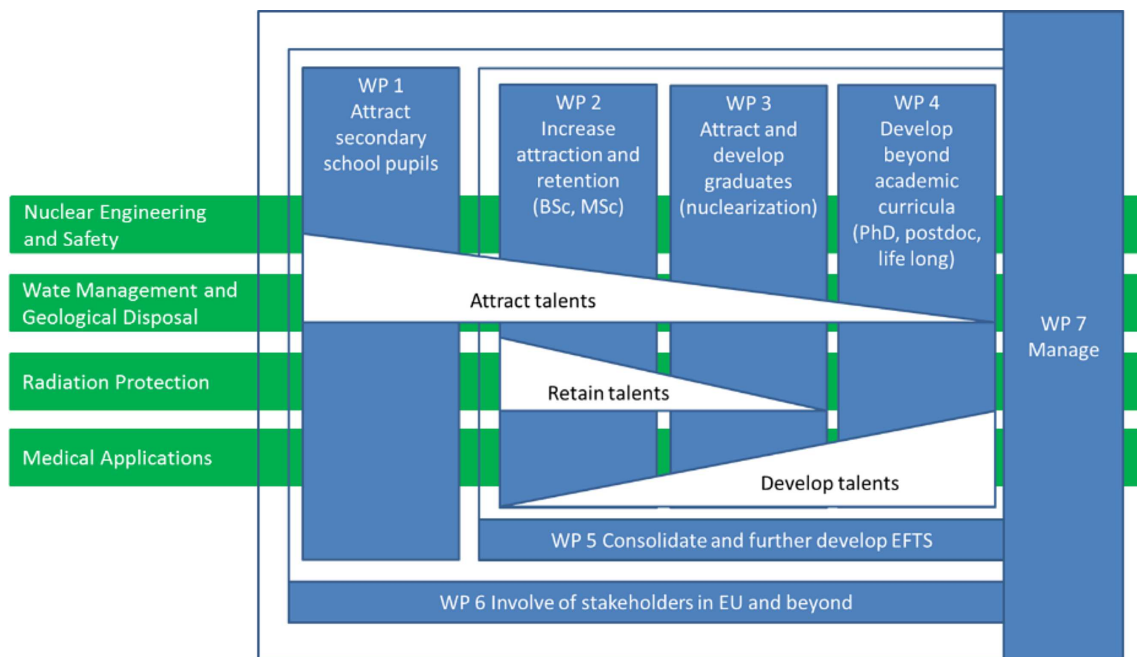 WP 1
Attract
secondary
school pupils
WP 2
Increase
attraction and
retention
(BSc, MSc)
WP 3
Attract and
develop
graduates
(nuclearization)
WP 4
Develop
beyond
academic
curricula
(PhD, postdoc,
life long)
WP 7
Manage
Nuclear Engineering
and Safety
Wate Management and
Geological Disposal
Radiation Protection
Medical Applications
Attract talents
Retain talents
Develop talents
WP 5 Consolidate and further develop EFTS
WP 6 Involve of stakeholders in EU and beyond